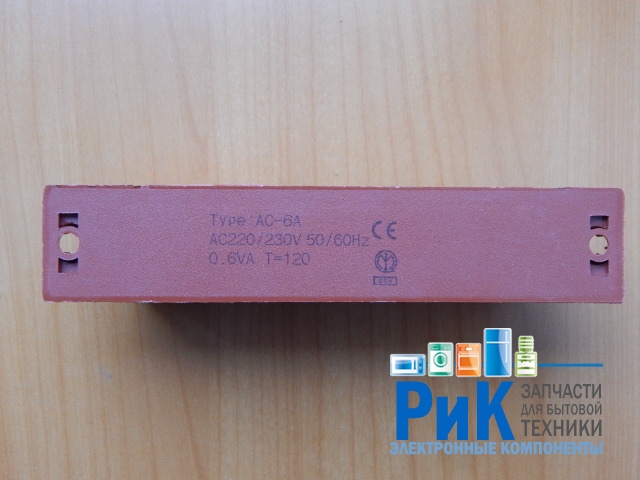 Type:AC-6A
AC220/230V 50/60Hz
0.6VA T=120
CE
РиК
ЗАПЧАСТИ
ДЛЯ БЫТОВОЙ
ТЕХНИКИ
ЭЛЕКТРОННЫЕ КОМПОНЕНТЫ